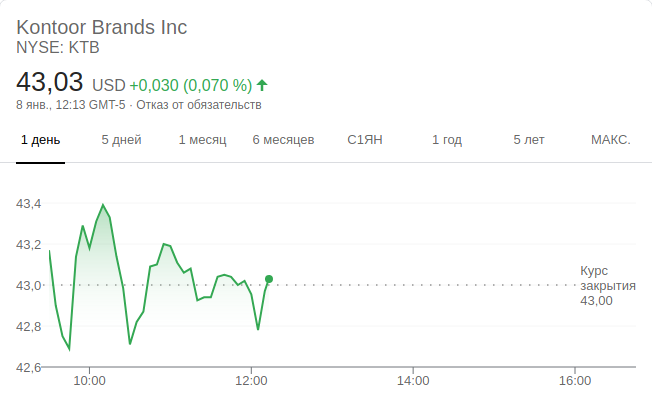 Kontoor Brands Inc
NYSE: KTB
43,03 USD +0,030 (0,070 %)
8 янв., 12:13 GMT-5 · Отказ от обязательств
1 день 5 дней 1 месяц 6 месяцев С1ЯН 1 год 5 лет МАКС.
43,4
43,2
43,0
42,8
42,6
Курс
закрытия
43,00
10:00 12:00 14:00 16:00